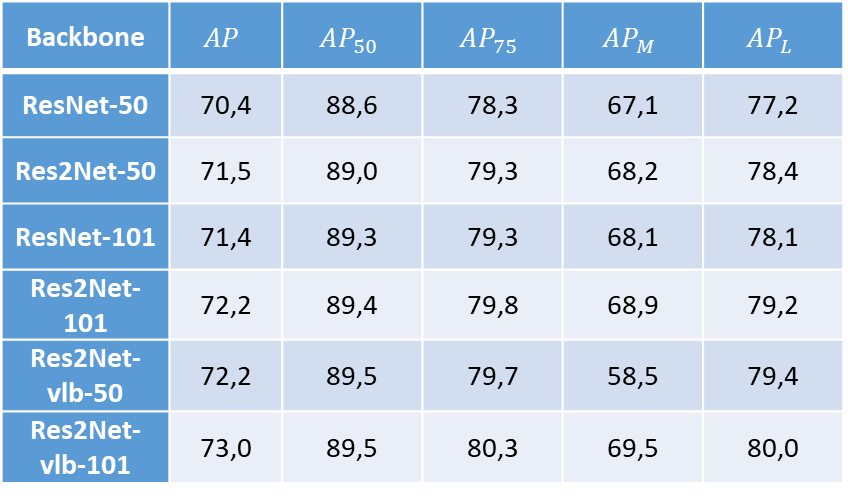 Backbone AP AP50 AP75 APM APL
ResNet-50 70,4 88,6 78,3 67,1 77,2
Res2Net-50 71,5 89,0 79,3 68,2 78,4
ResNet-101 71,4 89,3 79,3 68,1 78,1
Res2Net-
101 72,2 89,4 79,8 68,9 79,2
Res2Net-
vlb-50 72,2 89,5 79,7 58,5 79,4
Res2Net-
vlb-101 73,0 89,5 80,3 69,5 80,0